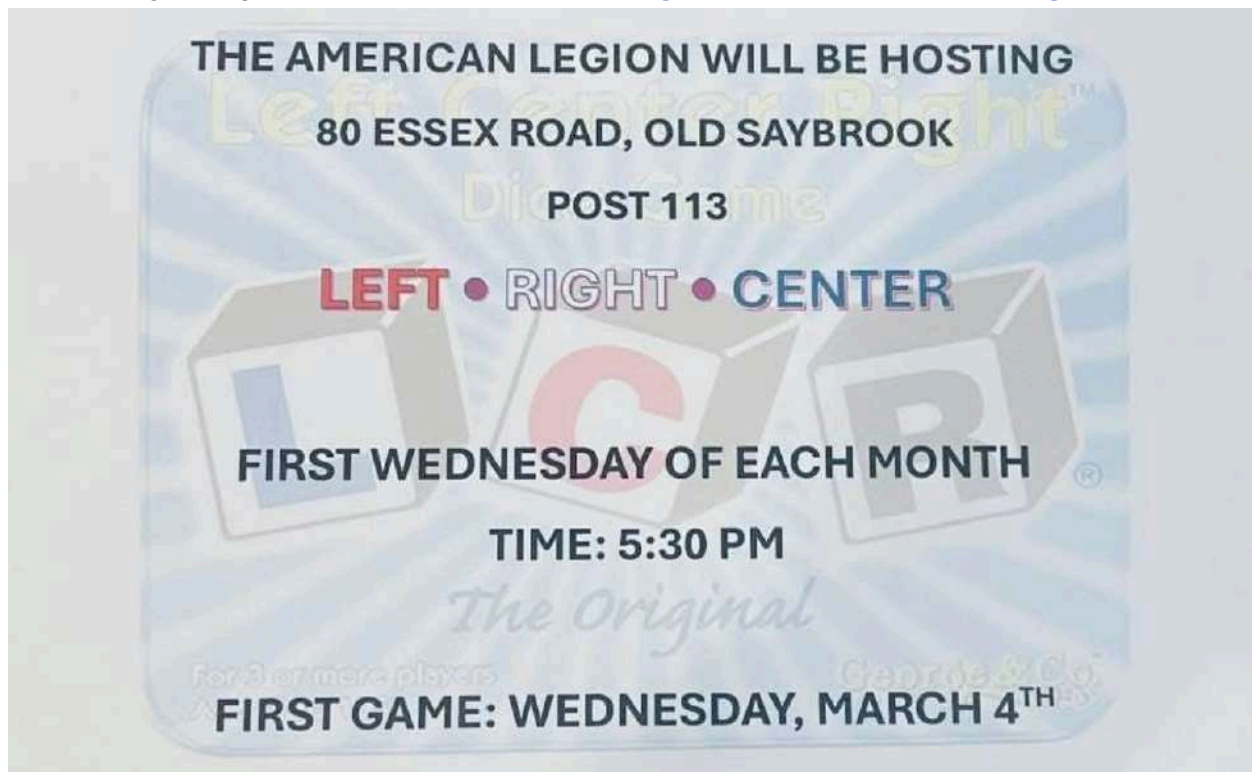 THE AMERICAN LEGION WILL BE HOSTING
Left Center Right™
80 ESSEX ROAD, OLD SAYBROOK
Dice Game
POST 113
LEFT • RIGHT • CENTER
L C R
FIRST WEDNESDAY OF EACH MONTH
®
TIME: 5:30 PM
The Original
For 3 or more players
George & Co.
FIRST GAME: WEDNESDAY, MARCH 4TH